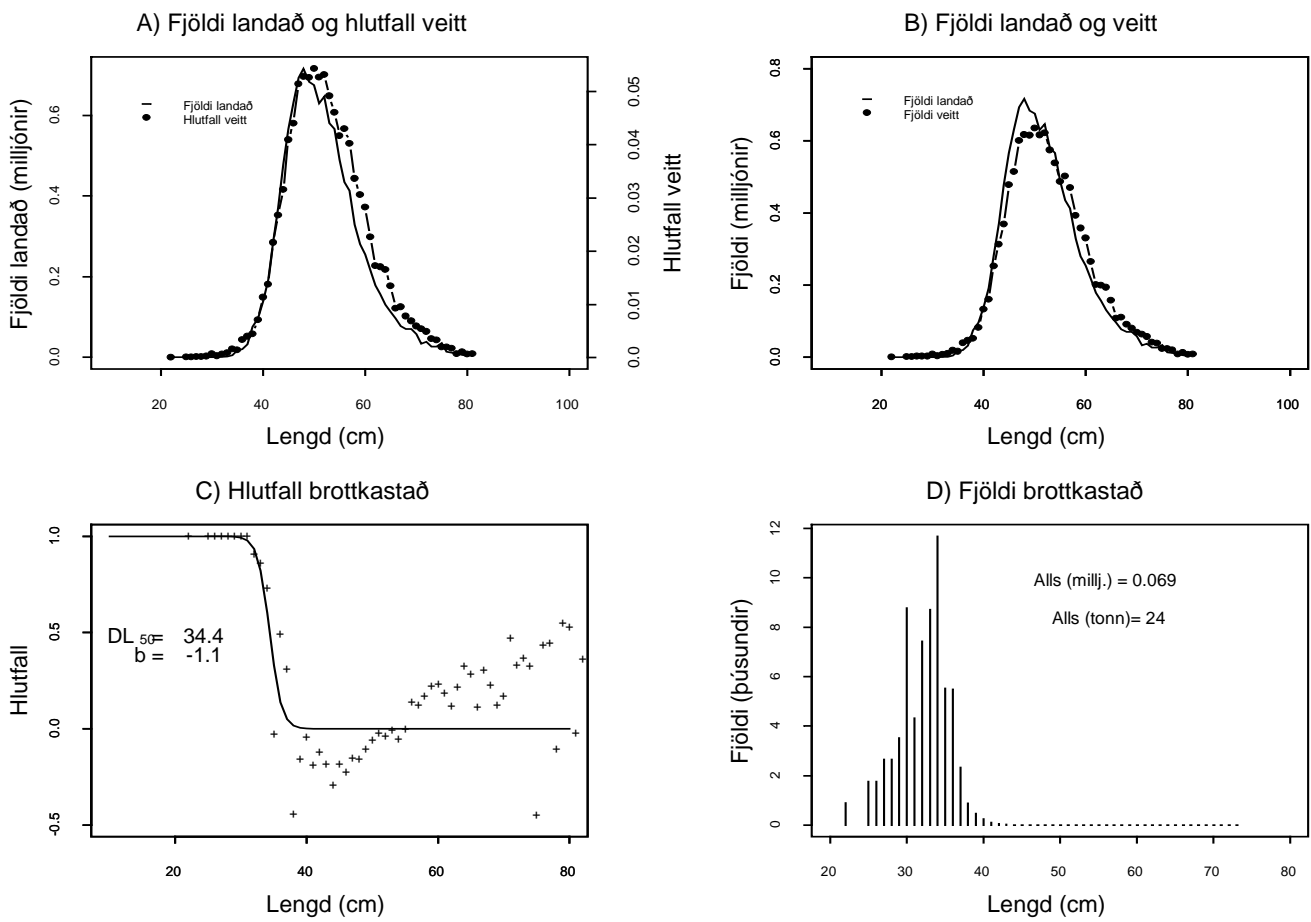 A) Fjöldi landað og hlutfall veitt
Fjöldi landað (milljónir)
0.0 0.2 0.4 0.6
Fjöldi landað
Hlutfall veitt
0.0 0.01 0.02 0.03 0.04 0.05
Hlutfall veitt
20 40 60 80 100
Lengd (cm)
B) Fjöldi landað og veitt
Fjöldi (milljónir)
0.0 0.2 0.4 0.6 0.8
Fjöldi landað
Fjöldi veitt
20 40 60 80 100
Lengd (cm)
C) Hlutfall brottkastað
Hlutfall
-0.5 0.0 0.5 1.0
DL 50= 34.4
b = -1.1
20 40 60 80
Lengd (cm)
D) Fjöldi brottkastað
Fjöldi (þúsundir)
0 2 4 6 8 10 12
Alls (millj.) = 0.069
Alls (tonn)= 24
20 30 40 50 60 70 80
Lengd (cm)